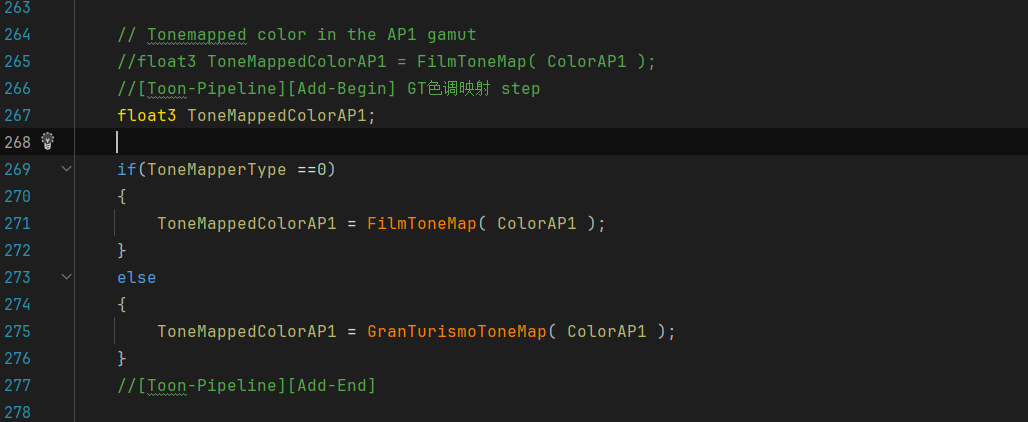 263
264 // Tonemapped color in the AP1 gamut
265 //float3 ToneMappedColorAP1 = FilmToneMap( ColorAP1 );
266 //[Toon-Pipeline][Add-Begin] GT色调映射 step
267 float3 ToneMappedColorAP1;
268
269 if(ToneMapperType ==0)
270 {
271 ToneMappedColorAP1 = FilmToneMap( ColorAP1 );
272 }
273 else
274 {
275 ToneMappedColorAP1 = GranTurismoToneMap( ColorAP1 );
276 }
277 //[Toon-Pipeline][Add-End]
278